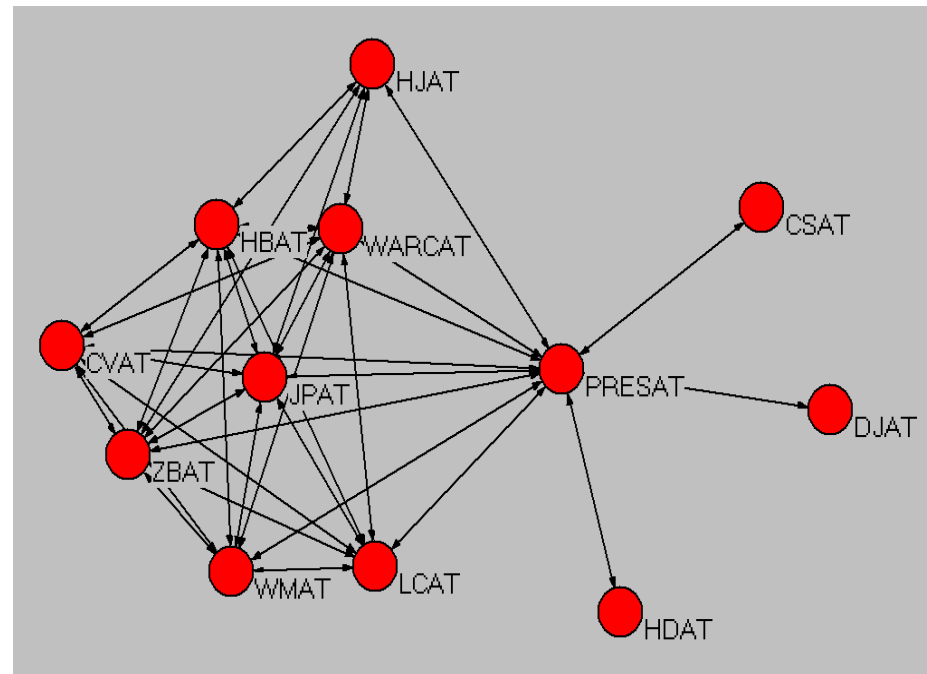 HJAT
CSAT
HBAT
WARCAT
CVAT
JPAT
PRESAT
DJAT
ZBAT
WMAT
LCAT
HDAT